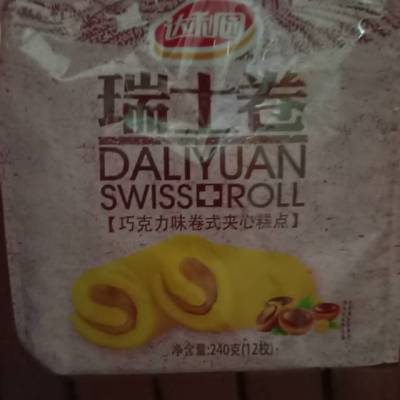 达利园
瑞士卷
DALIYUAN
SWISS ROLL
【巧克力味卷式夹心糕点】
净含量:240克(12枚)